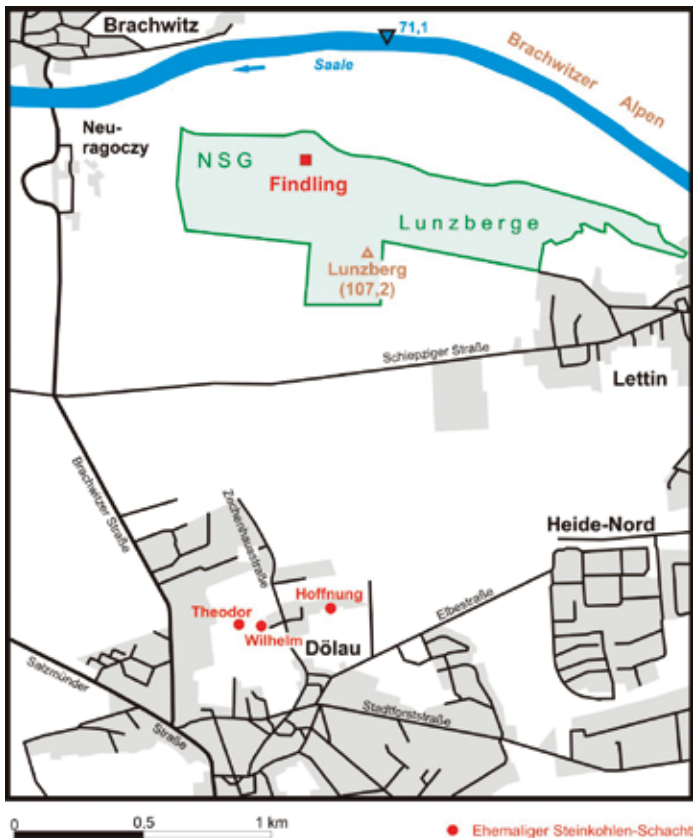 Brachwitz
71,1
Saale
Brachwitzer Alpen
Neu-
ragoczy
NSG
Findling
Lunzberge
Lunzberg
(107,2)
Schiepziger Straße
Lettin
Brachwitzer Straße
Zechenhausstraße
Heide-Nord
Hoffnung
Theodor
Wilhelm
Elbestraße
Dölau
Salzmünder
Straße
Stadtforststraße
0 0,5 1 km
Ehemaliger Steinkohlen-Schacht